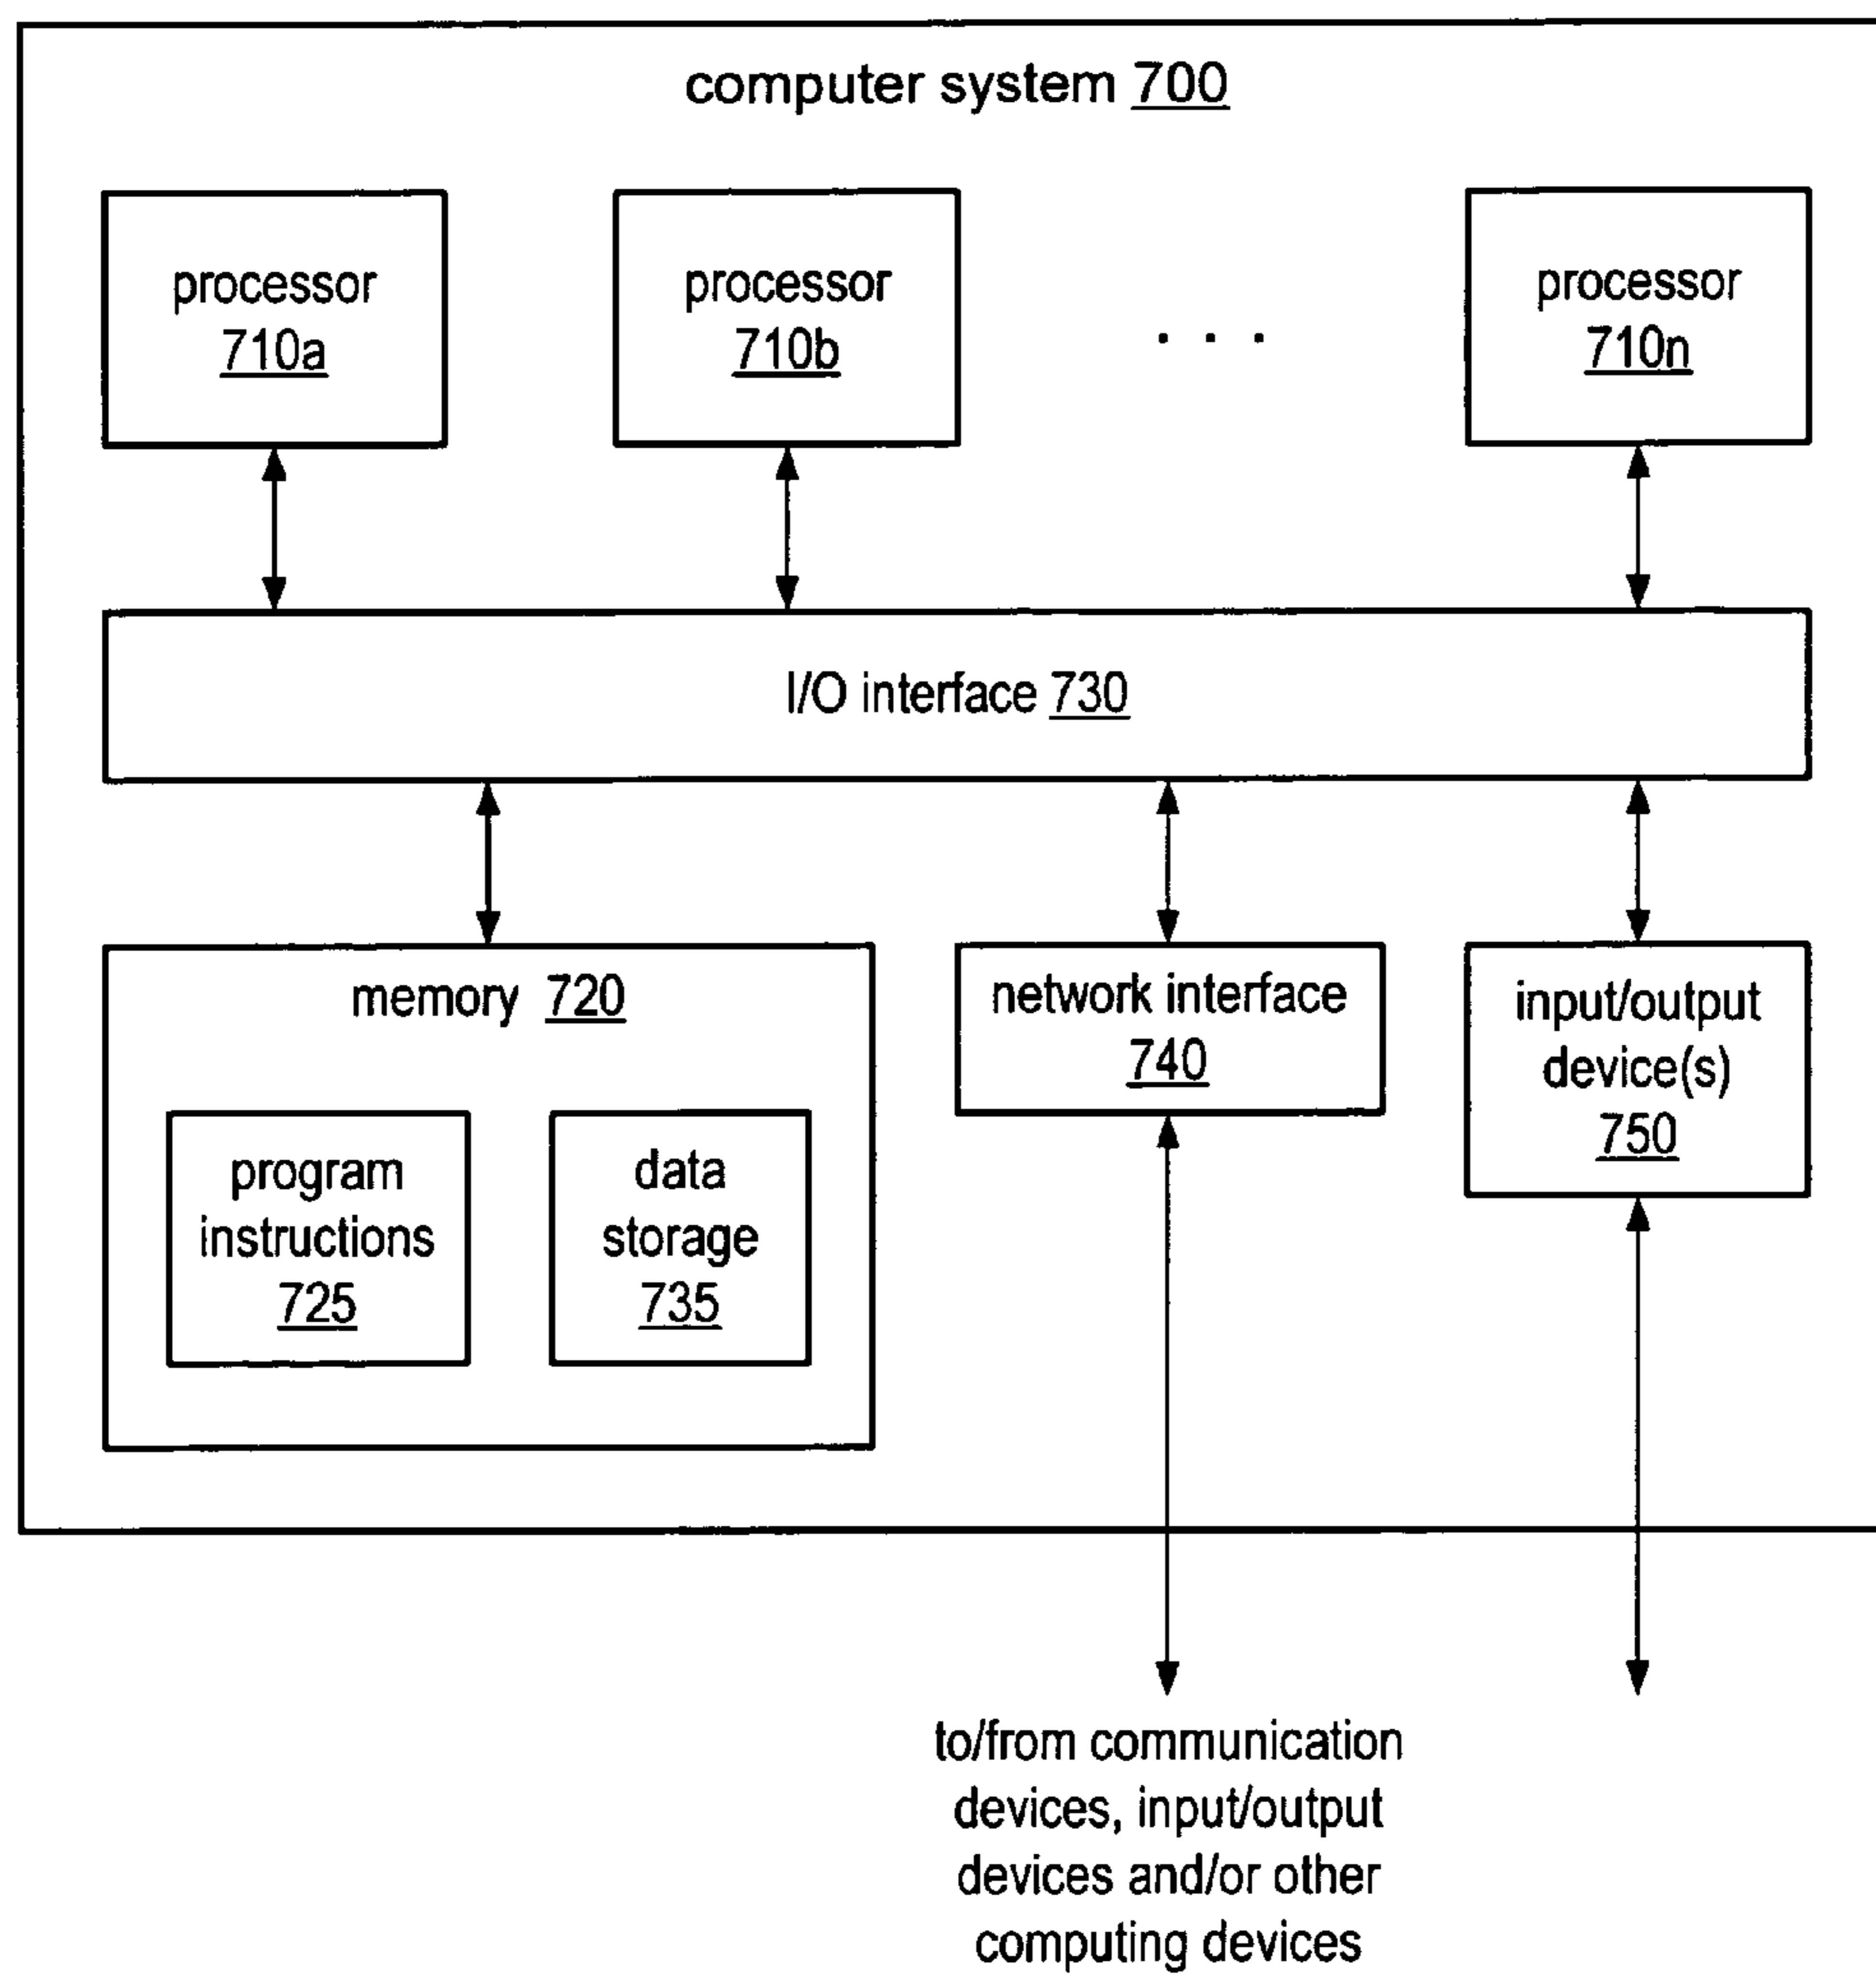 computer system 700
processor
710a
processor
710b
. . .
processor
710n
I/O interface 730
memory 720
program
instructions
725
data
storage
735
network interface
740
input/output
device(s)
750
to/from communication
devices, input/output
devices and/or other
computing devices